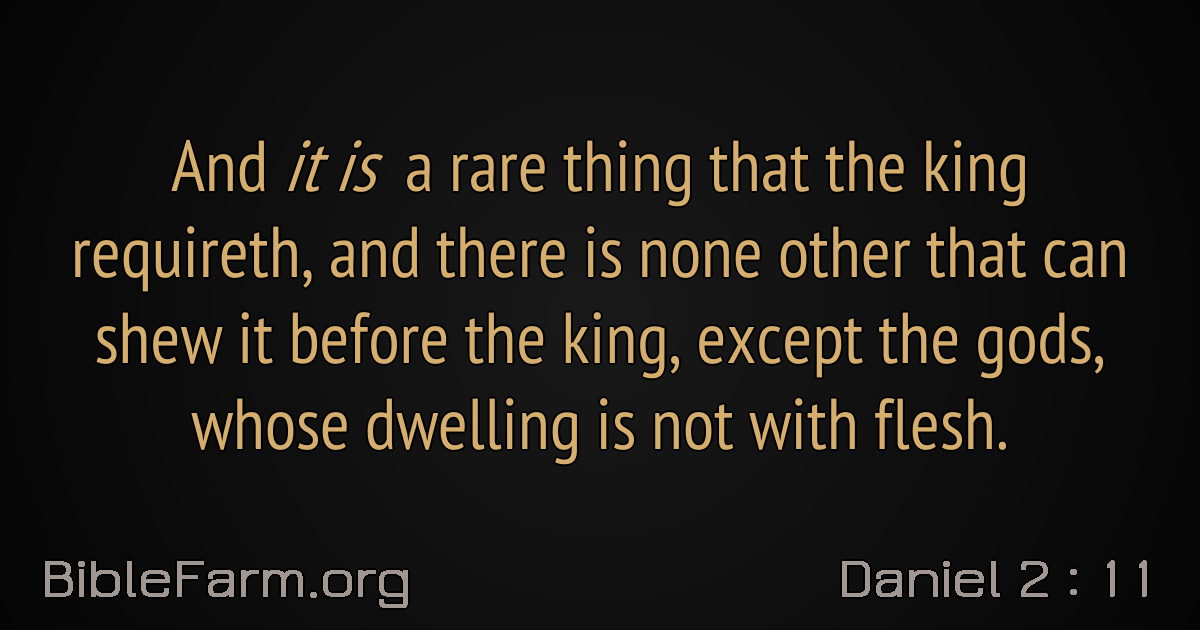 And it is a rare thing that the king
requireth, and there is none other that can
shew it before the king, except the gods,
whose dwelling is not with flesh.
BibleFarm.org
Daniel 2 : 11